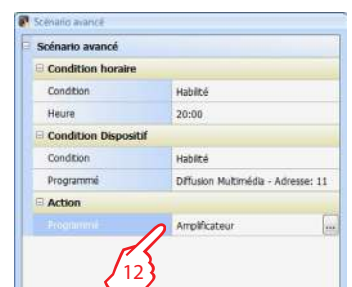 Scénario avancé
Scénario avancé
Condition horaire
Condition Habilité
Heure 20:00
Condition Dispositif
Condition Habilité
Programmé Diffusion Multimédia - Adresse: 11
Action
Programmé Amplificateur ...
12